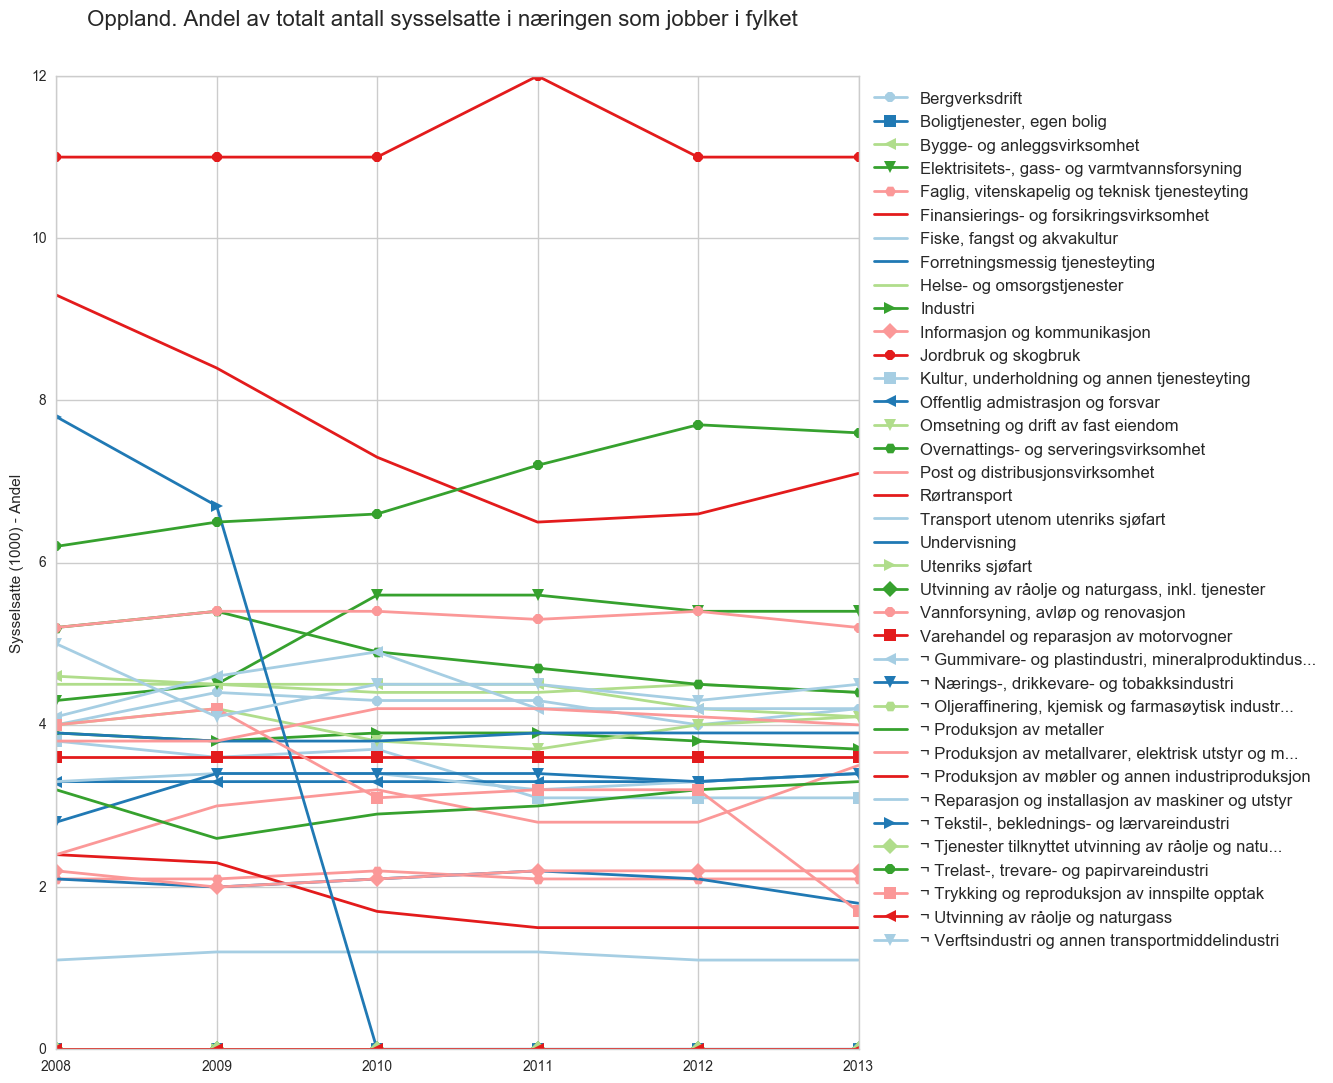 Oppland. Andel av totalt antall sysselsatte i næringen som jobber i fylket
Sysselsatte (1000) - Andel
12
10
8
6
4
2
0
2008 2009 2010 2011 2012 2013
Bergverksdrift
Boligtjenester, egen bolig
Bygge- og anleggsvirksomhet
Elektrisitets-, gass- og varmtvannsforsyning
Faglig, vitenskapelig og teknisk tjenesteyting
Finansierings- og forsikringsvirksomhet
Fiske, fangst og akvakultur
Forretningsmessig tjenesteyting
Helse- og omsorgstjenester
Industri
Informasjon og kommunikasjon
Jordbruk og skogbruk
Kultur, underholdning og annen tjenesteyting
Offentlig admistrasjon og forsvar
Omsetning og drift av fast eiendom
Overnattings- og serveringsvirksomhet
Post og distribusjonsvirksomhet
Rørtransport
Transport utenom utenriks sjøfart
Undervisning
Utenriks sjøfart
Utvinning av råolje og naturgass, inkl. tjenester
Vannforsyning, avløp og renovasjon
Varehandel og reparasjon av motorvogner
¬ Gummivare- og plastindustri, mineralproduktindus...
¬ Nærings-, drikkevare- og tobakksindustri
¬ Oljeraffinering, kjemisk og farmasøytisk industr...
¬ Produksjon av metaller
¬ Produksjon av metallvarer, elektrisk utstyr og m...
¬ Produksjon av møbler og annen industriproduksjon
¬ Reparasjon og installasjon av maskiner og utstyr
¬ Tekstil-, beklednings- og lærvareindustri
¬ Tjenester tilknyttet utvinning av råolje og natu...
¬ Trelast-, trevare- og papirvareindustri
¬ Trykking og reproduksjon av innspilte opptak
¬ Utvinning av råolje og naturgass
¬ Verftsindustri og annen transportmiddelindustri